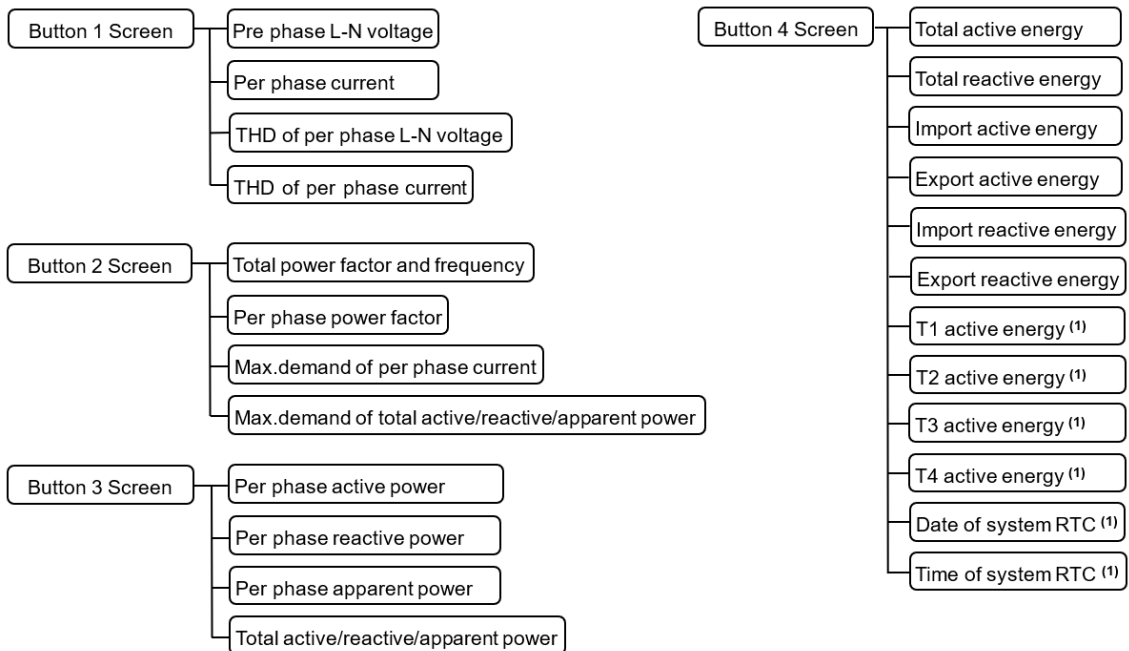 Button 1 Screen
Pre phase L-N voltage
Per phase current
THD of per phase L-N voltage
THD of per phase current
Button 2 Screen
Total power factor and frequency
Per phase power factor
Max.demand of per phase current
Max.demand of total active/reactive/apparent power
Button 3 Screen
Per phase active power
Per phase reactive power
Per phase apparent power
Total active/reactive/apparent power
Button 4 Screen
Total active energy
Total reactive energy
Import active energy
Export active energy
Import reactive energy
Export reactive energy
T1 active energy (1)
T2 active energy (1)
T3 active energy (1)
T4 active energy (1)
Date of system RTC (1)
Time of system RTC (1)